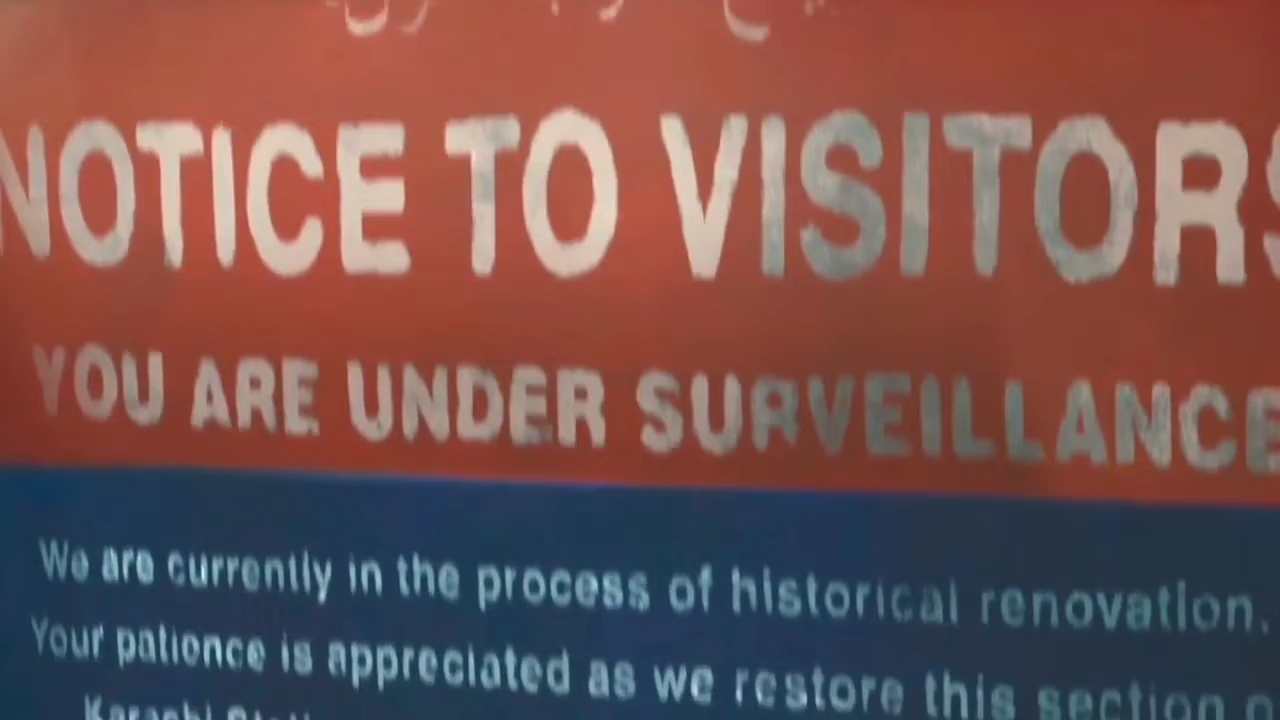 NOTICE TO VISITORS
YOU ARE UNDER SURVEILLANCE
We are currently in the process of historical renovation.
Your patience is appreciated as we restore this section
Karachi